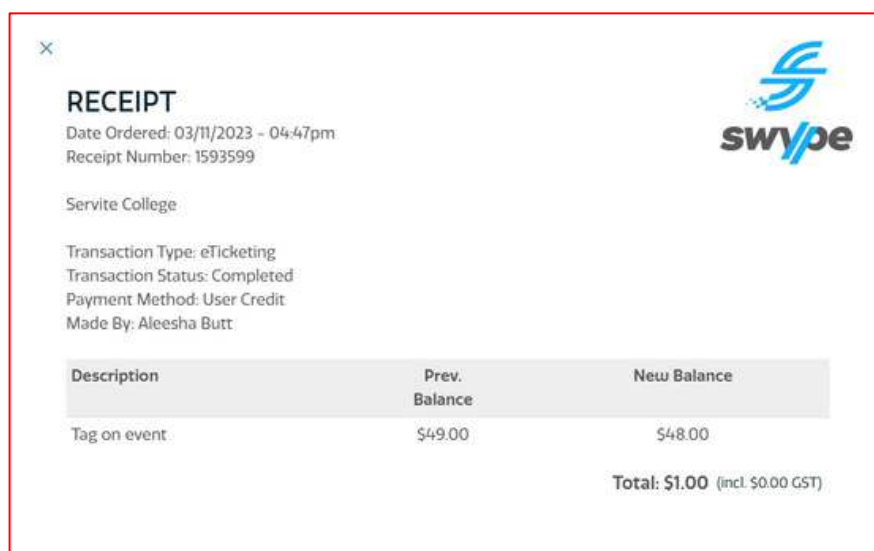 ×
swype
RECEIPT
Date Ordered: 03/11/2023 - 04:47pm
Receipt Number: 1593599
Servite College
Transaction Type: eTicketing
Transaction Status: Completed
Payment Method: User Credit
Made By: Aleesha Butt
Description Prev. Balance New Balance
Tag on event $49.00 $48.00
Total: $1.00 (incl. $0.00 GST)